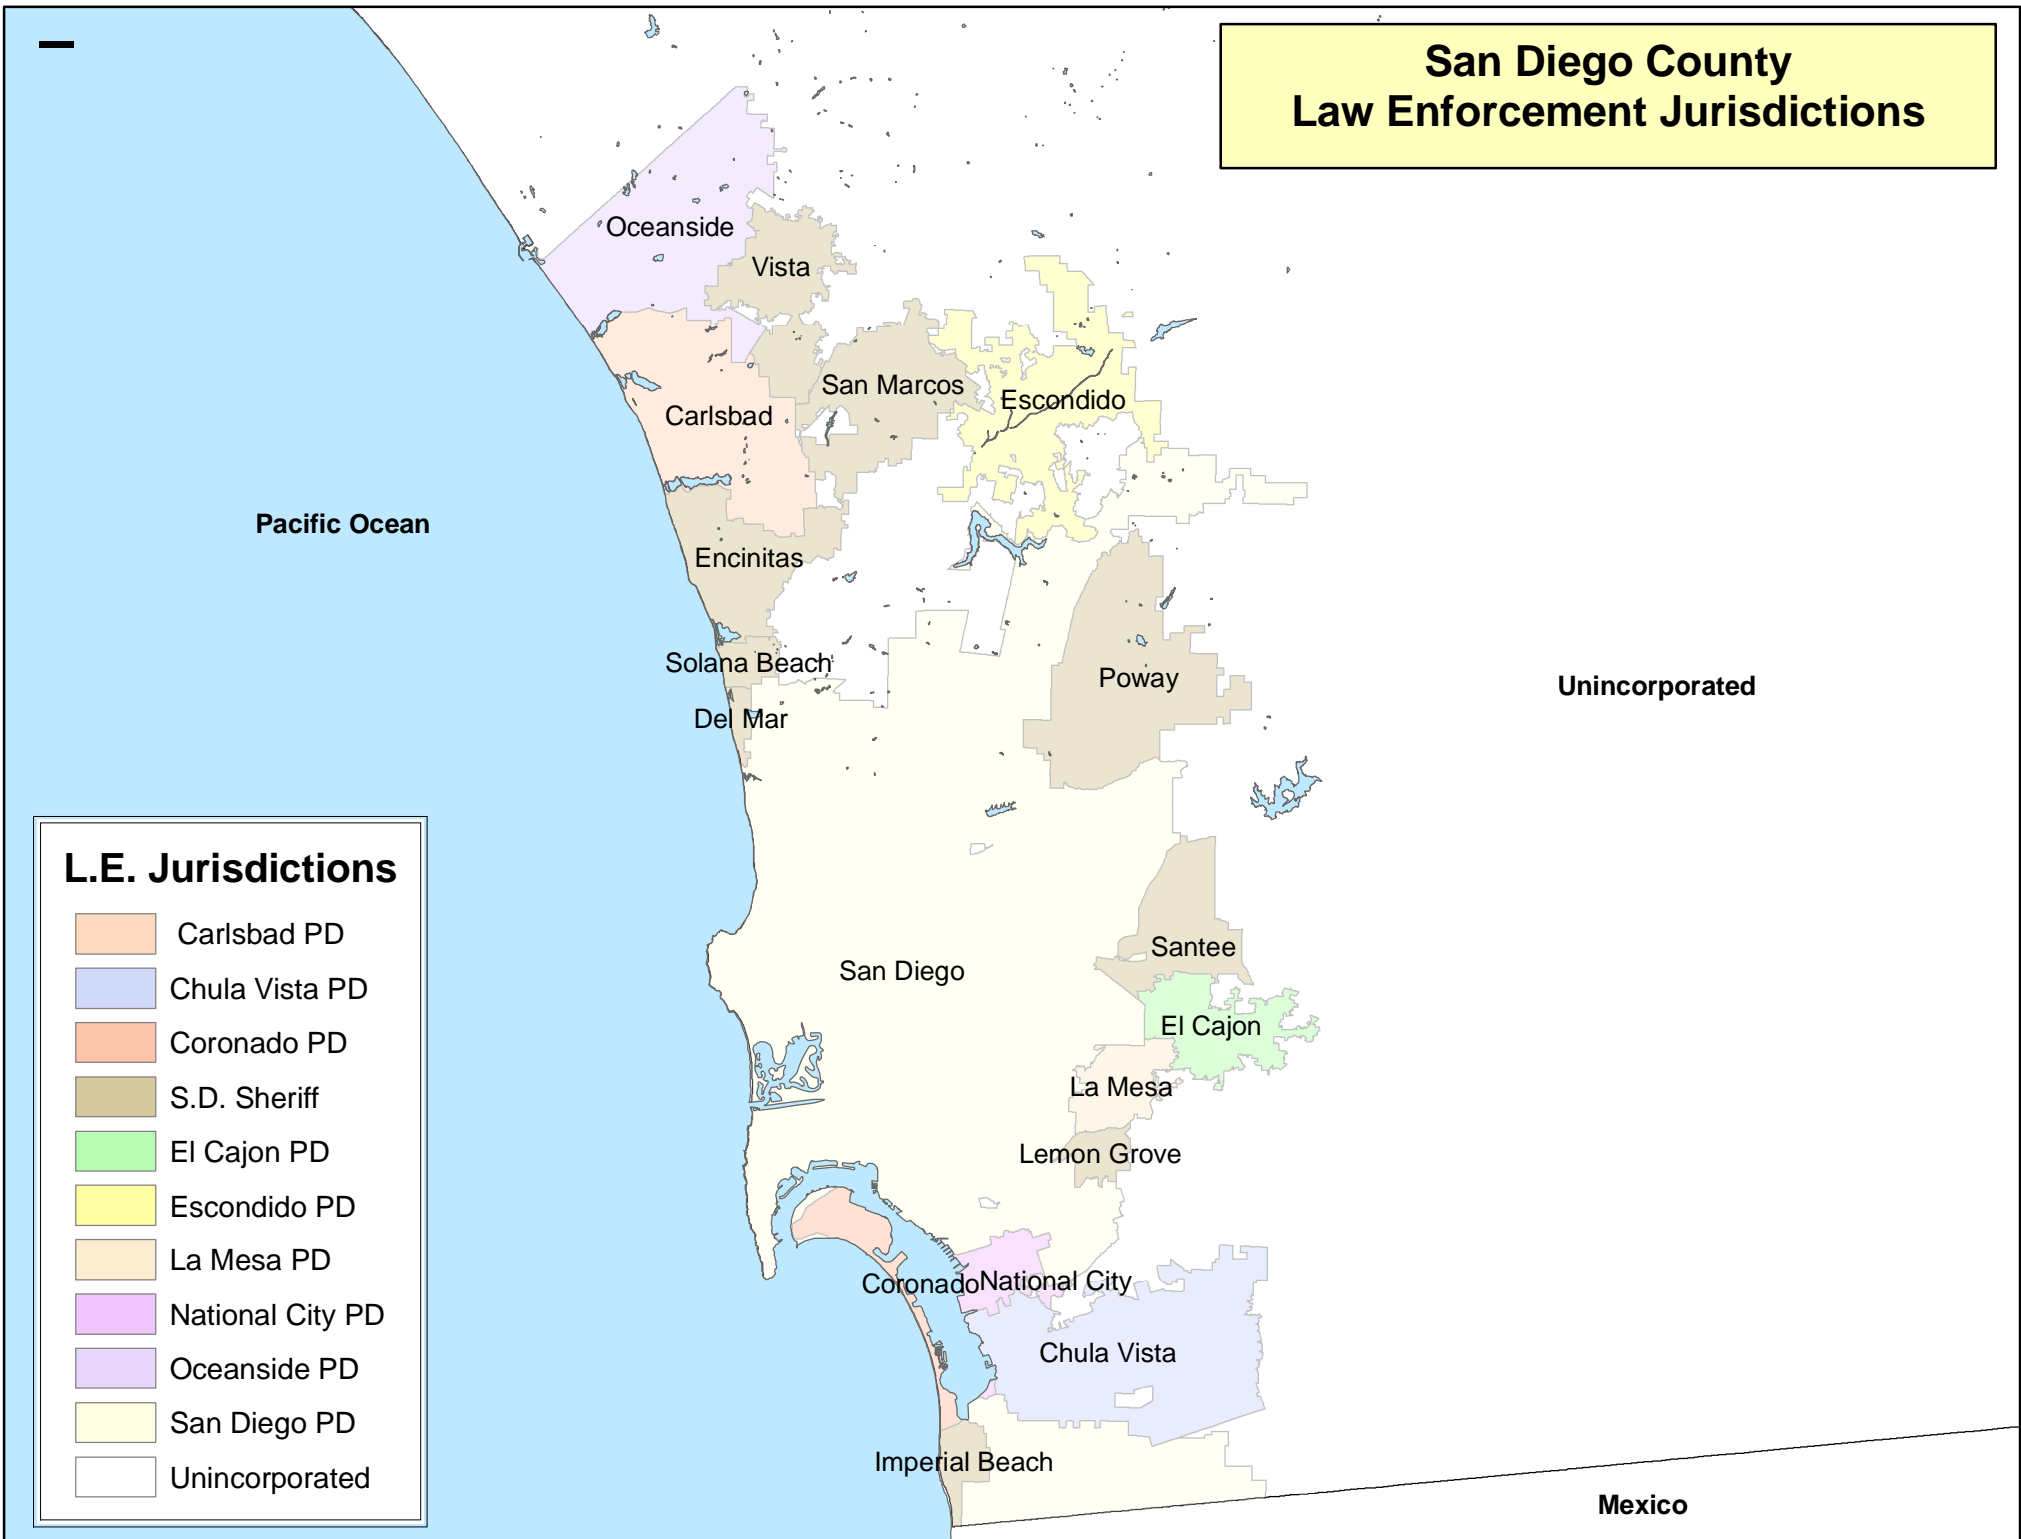 San Diego County
Law Enforcement Jurisdictions
Oceanside
Vista
San Marcos
Escondido
Carlsbad
Pacific Ocean
Encinitas
Solana Beach
Poway
Unincorporated
Del Mar
Santee
San Diego
El Cajon
La Mesa
Lemon Grove
Coronado
National City
Chula Vista
Imperial Beach
Mexico
L.E. Jurisdictions
Carlsbad PD
Chula Vista PD
Coronado PD
S.D. Sheriff
El Cajon PD
Escondido PD
La Mesa PD
National City PD
Oceanside PD
San Diego PD
Unincorporated